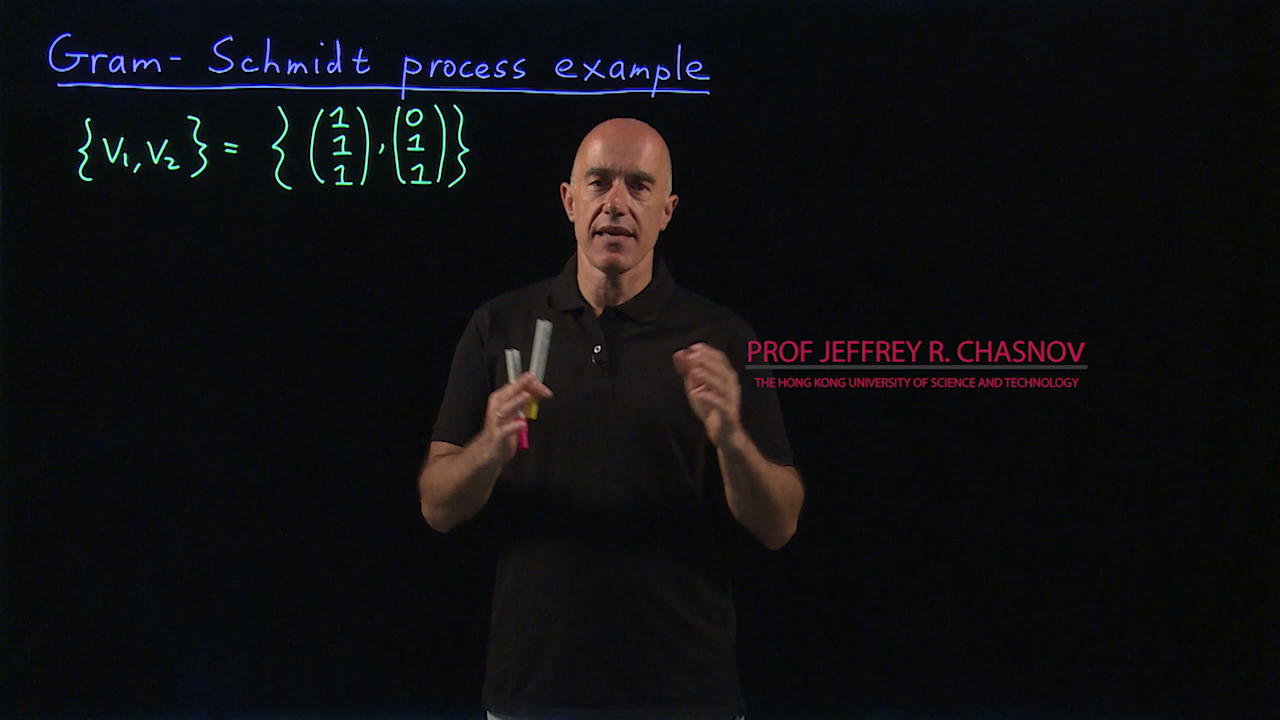 Gram-Schmidt process example
{v₁, v₂} = { (1 1 1), (0 1 1) }
PROF JEFFREY R. CHASNOV
THE HONG KONG UNIVERSITY OF SCIENCE AND TECHNOLOGY